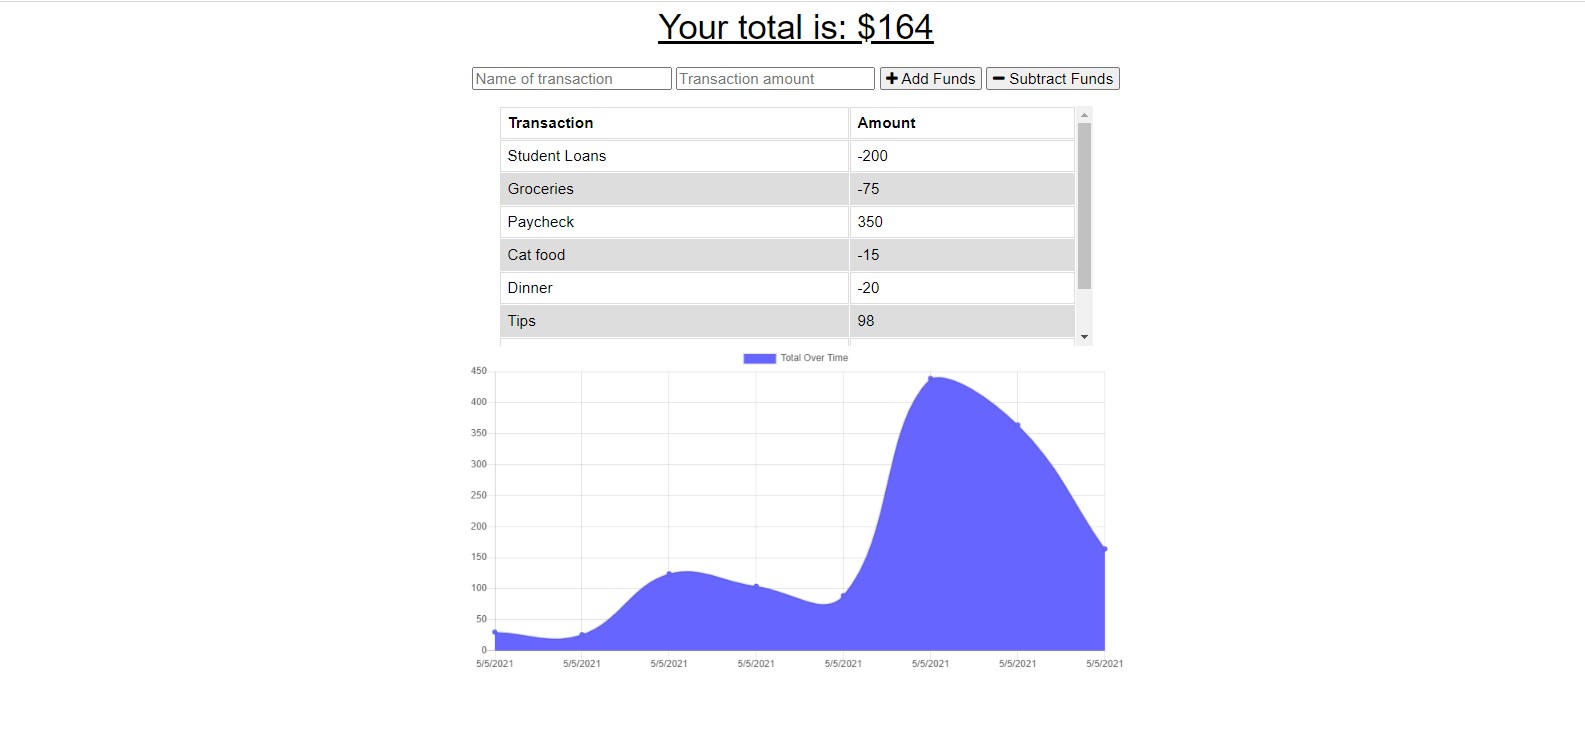 Your total is: $164
Name of transaction Transaction amount + Add Funds − Subtract Funds
Transaction Amount
Student Loans -200
Groceries -75
Paycheck 350
Cat food -15
Dinner -20
Tips 98
Total Over Time
450
400
350
300
250
200
150
100
50
0
5/5/2021 5/5/2021 5/5/2021 5/5/2021 5/5/2021 5/5/2021 5/5/2021 5/5/2021